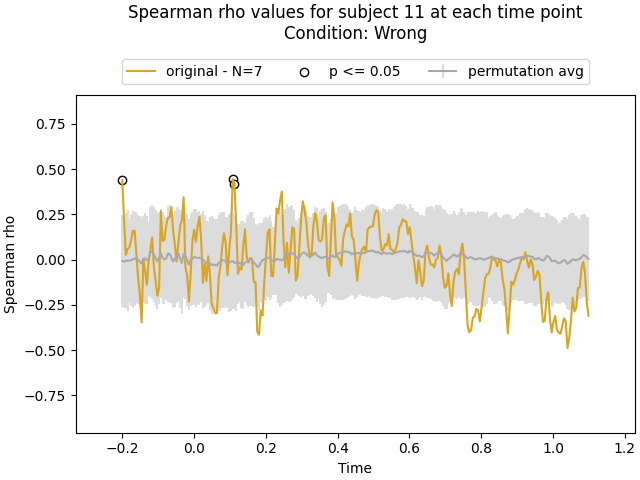 Spearman rho values for subject 11 at each time point
Condition: Wrong
original - N=7 p <= 0.05 permutation avg
0.75
0.50
0.25
0.00
−0.25
−0.50
−0.75
Spearman rho
−0.2 0.0 0.2 0.4 0.6 0.8 1.0 1.2
Time